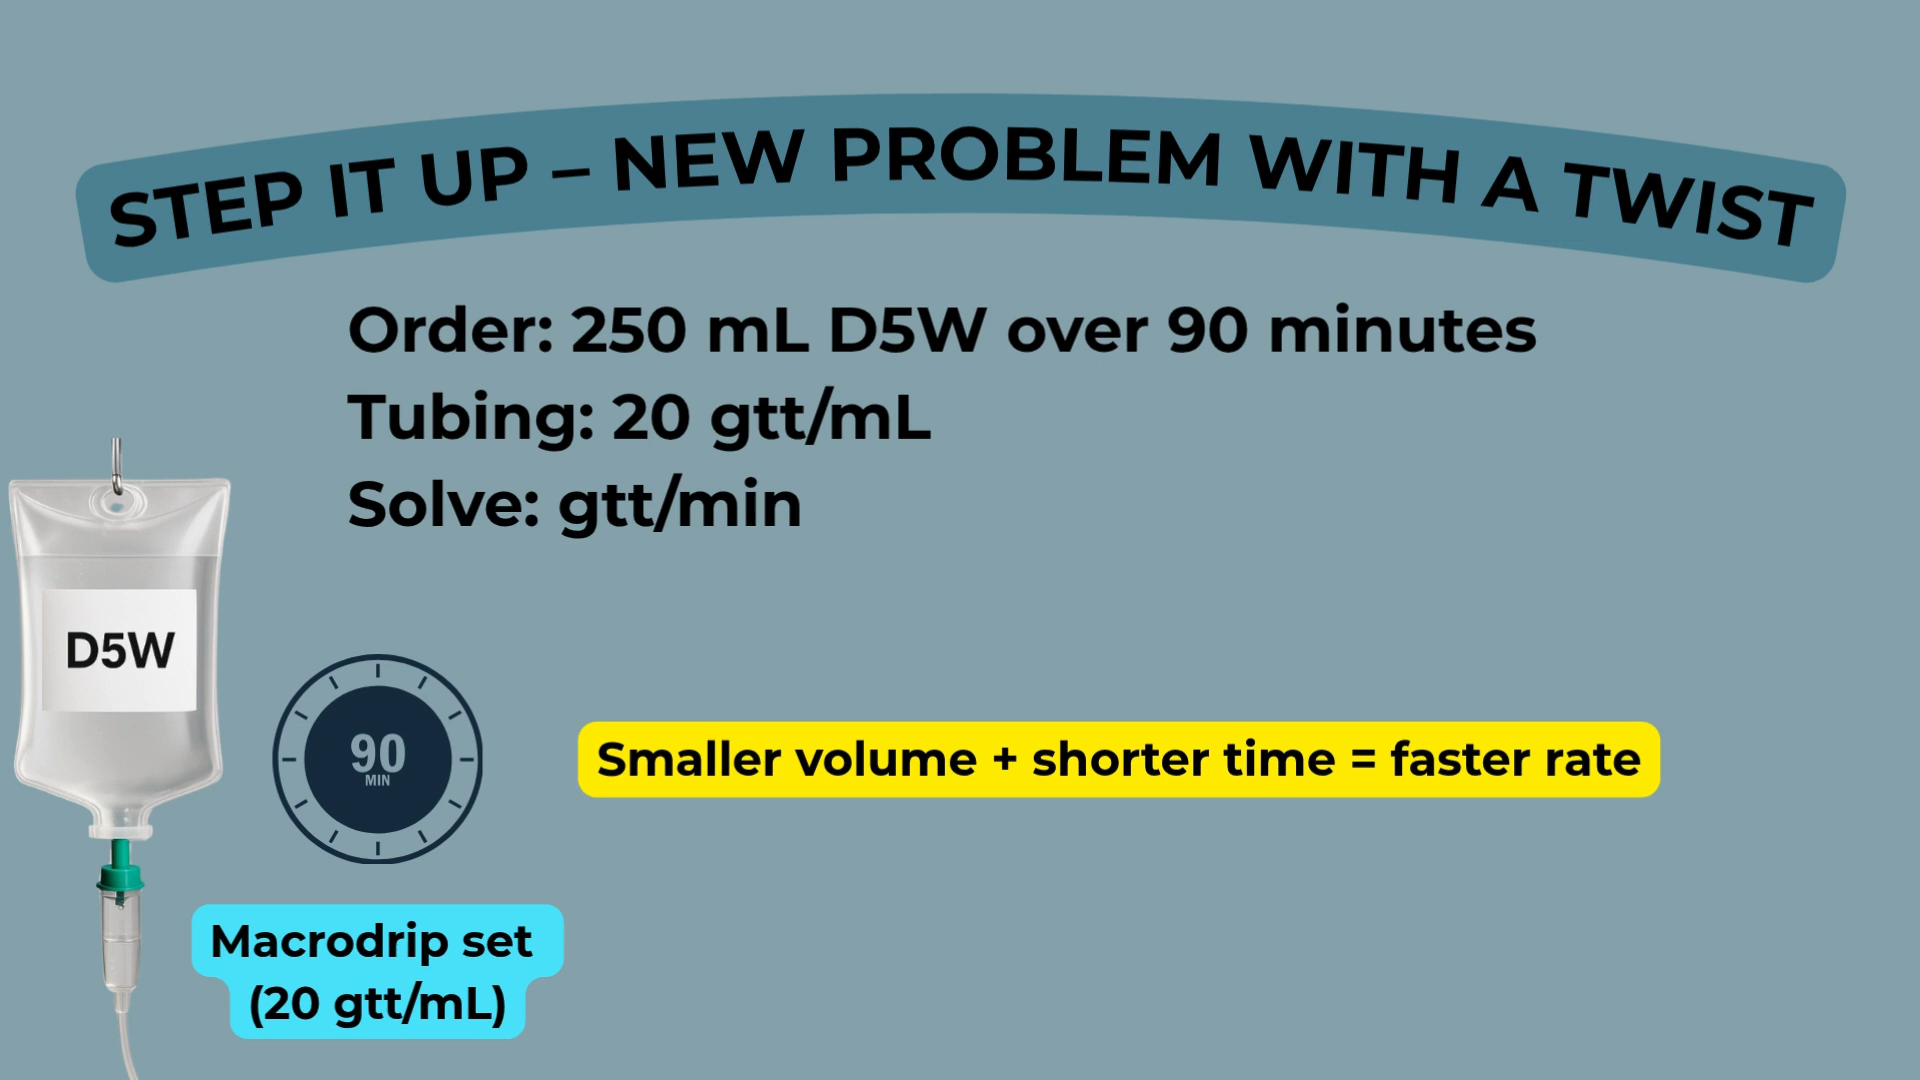 STEP IT UP – NEW PROBLEM WITH A TWIST
Order: 250 mL D5W over 90 minutes
Tubing: 20 gtt/mL
Solve: gtt/min
D5W
90
MIN
Smaller volume + shorter time = faster rate
Macrodrip set
(20 gtt/mL)